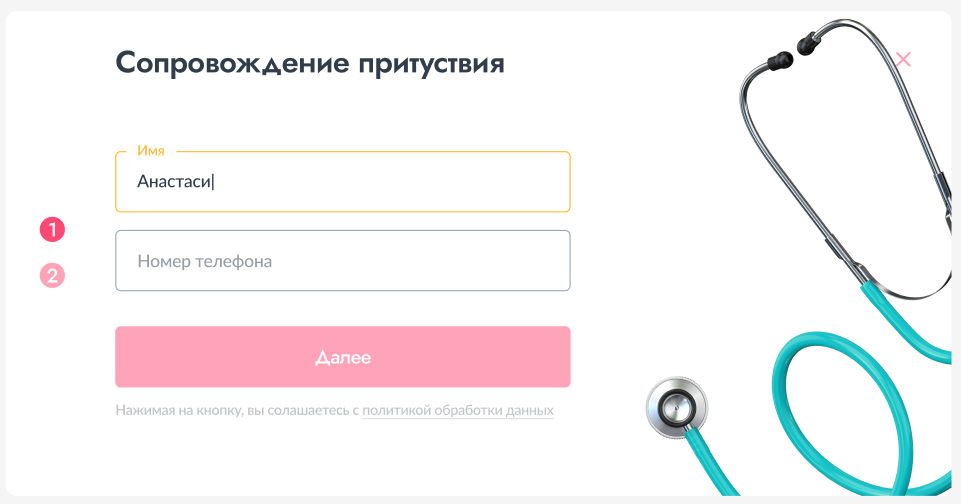 Сопровождение притуствия
Имя
Анастаси
1
Номер телефона
2
Далее
Нажимая на кнопку, вы солашаетесь с политикой обработки данных